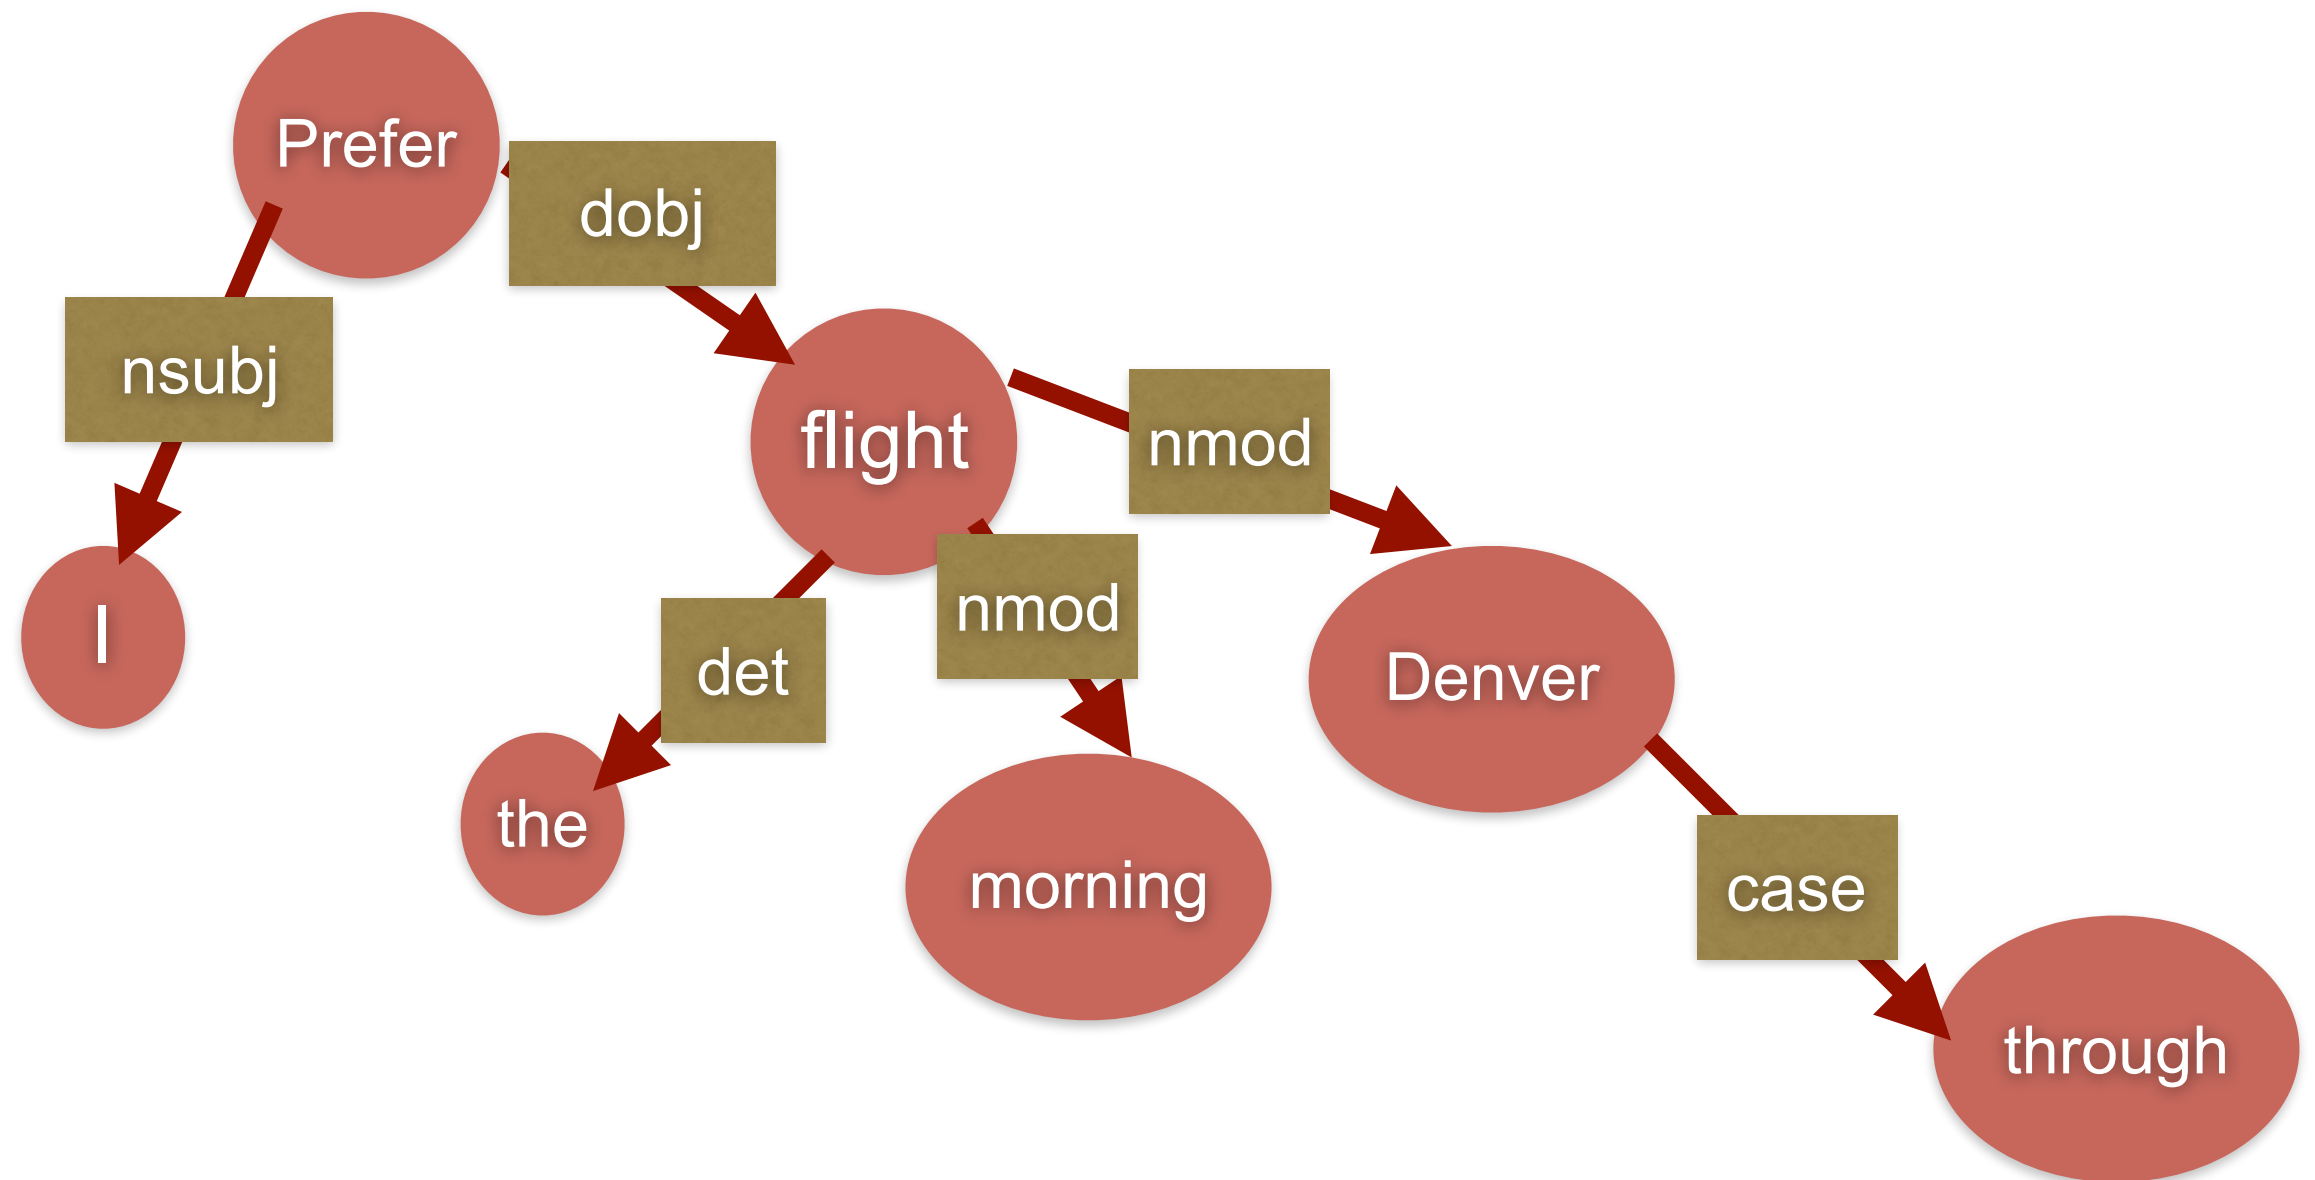 Prefer
dobj
nsubj
flight
nmod
nmod
I
det
Denver
the
morning
case
through